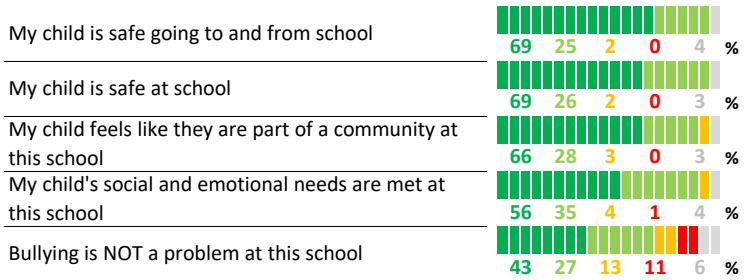 My child is safe going to and from school
69 25 2 0 4 %
My child is safe at school
69 26 2 0 3 %
My child feels like they are part of a community at
this school
66 28 3 0 3 %
My child's social and emotional needs are met at
this school
56 35 4 1 4 %
Bullying is NOT a problem at this school
43 27 13 11 6 %